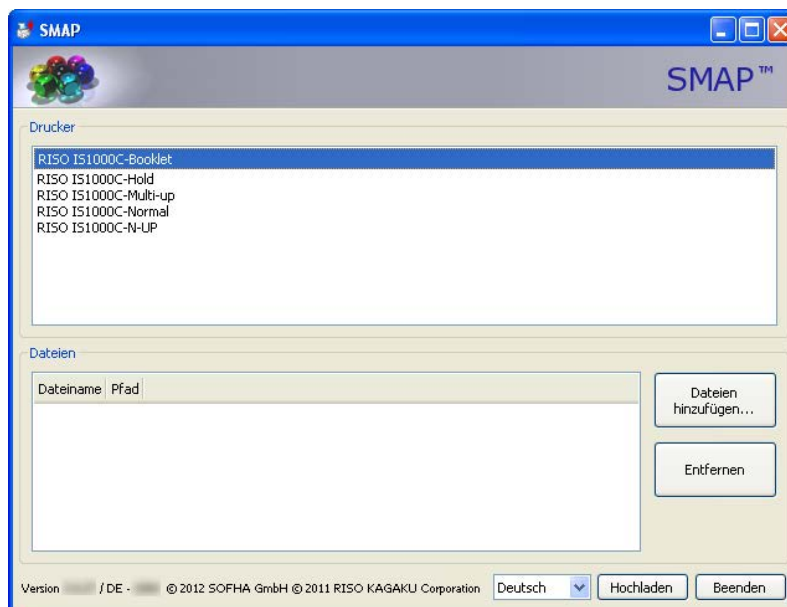 SMAP
SMAP™
Drucker
RISO IS1000C-Booklet
RISO IS1000C-Hold
RISO IS1000C-Multi-up
RISO IS1000C-Normal
RISO IS1000C-N-UP
Dateien
Dateiname Pfad
Dateien
hinzufügen...
Entfernen
Version / DE - © 2012 SOFHA GmbH © 2011 RISO KAGAKU Corporation Deutsch Hochladen Beenden